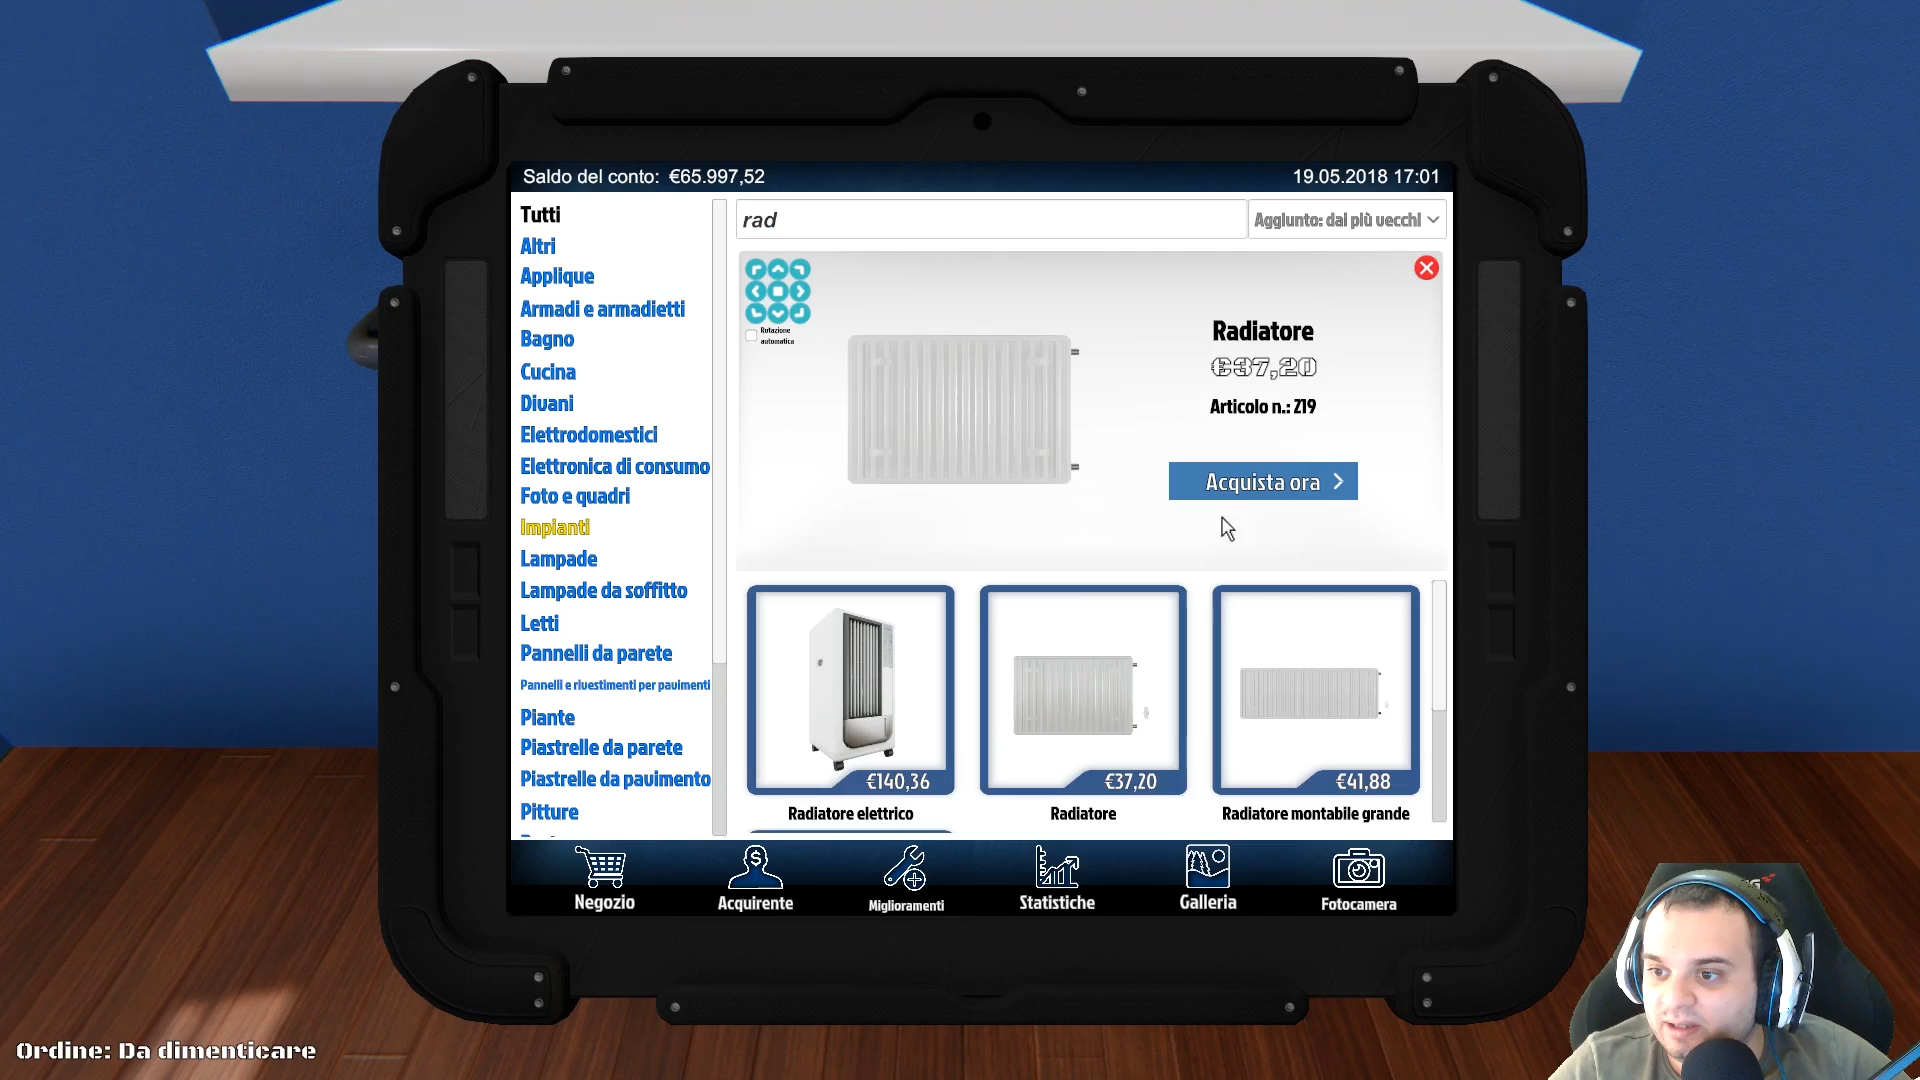 Saldo del conto: €65.997,52
19.05.2018 17:01
Tutti
Altri
Applique
Armadi e armadietti
Bagno
Cucina
Divani
Elettrodomestici
Elettronica di consumo
Foto e quadri
Impianti
Lampade
Lampade da soffitto
Letti
Pannelli da parete
Pannelli e rivestimenti per pavimenti
Piante
Piastrelle da parete
Piastrelle da pavimento
Pitture
rad
Aggiunto: dal più vecchi
Rotazione
automatica
Radiatore
€37,20
Articolo n.: 219
Acquista ora
€140,36
Radiatore elettrico
€37,20
Radiatore
€41,88
Radiatore montabile grande
Negozio
Acquirente
Miglioramenti
Statistiche
Galleria
Fotocamera
Ordine: Da dimenticare